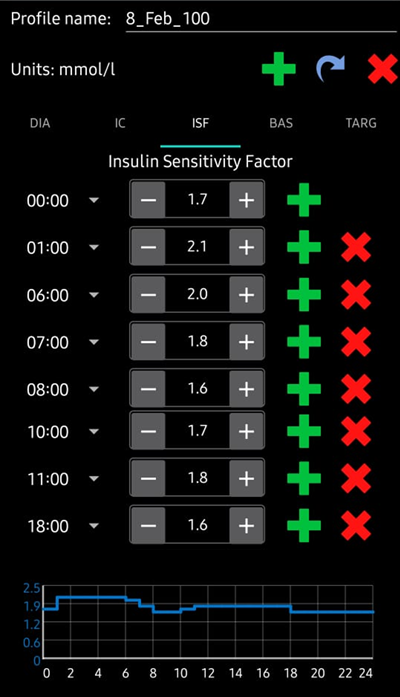 Profile name: 8_Feb_100
Units: mmol/l
DIA IC ISF BAS TARG
Insulin Sensitivity Factor
00:00 − 1.7 +
01:00 − 2.1 +
06:00 − 2.0 +
07:00 − 1.8 +
08:00 − 1.6 +
10:00 − 1.7 +
11:00 − 1.8 +
18:00 − 1.6 +
2.5
1.9
1.2
0.6
0
0 2 4 6 8 10 12 14 16 18 20 22 24